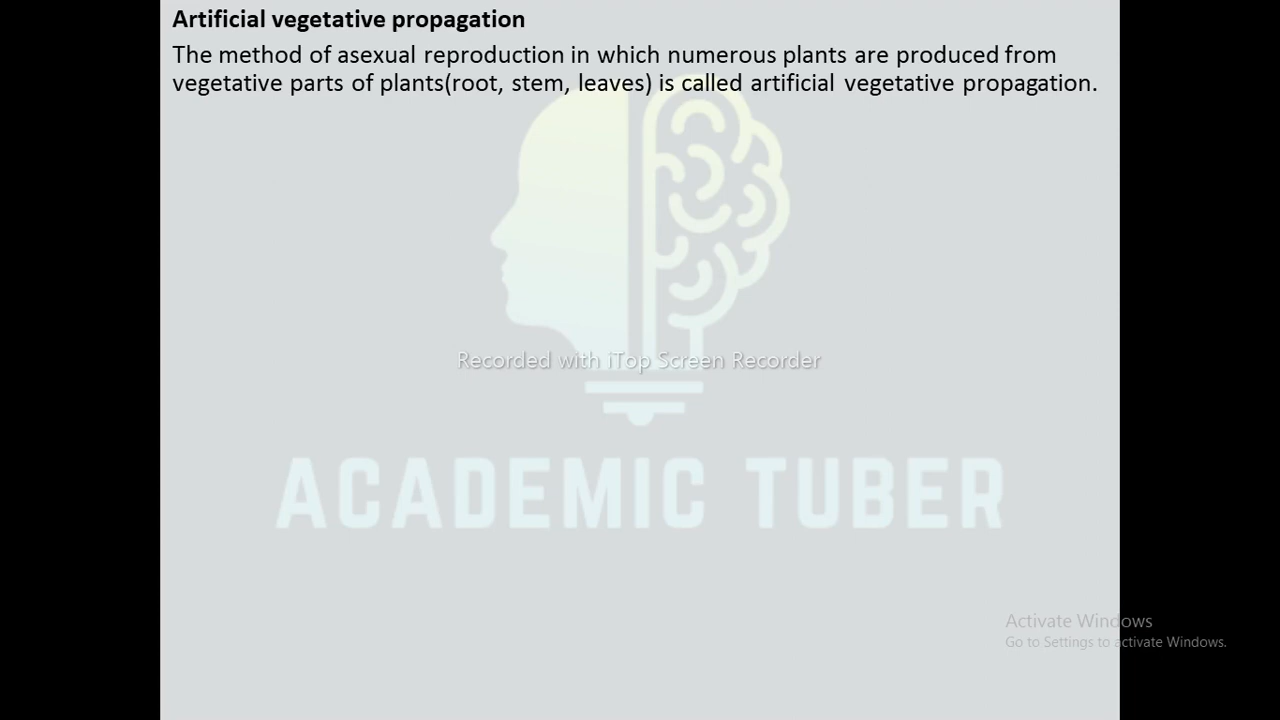 Artificial vegetative propagation
The method of asexual reproduction in which numerous plants are produced from
vegetative parts of plants(root, stem, leaves) is called artificial vegetative propagation.
Recorded with iTop Screen Recorder
ACADEMIC TUBER
Activate Windows
Go to Settings to activate Windows.